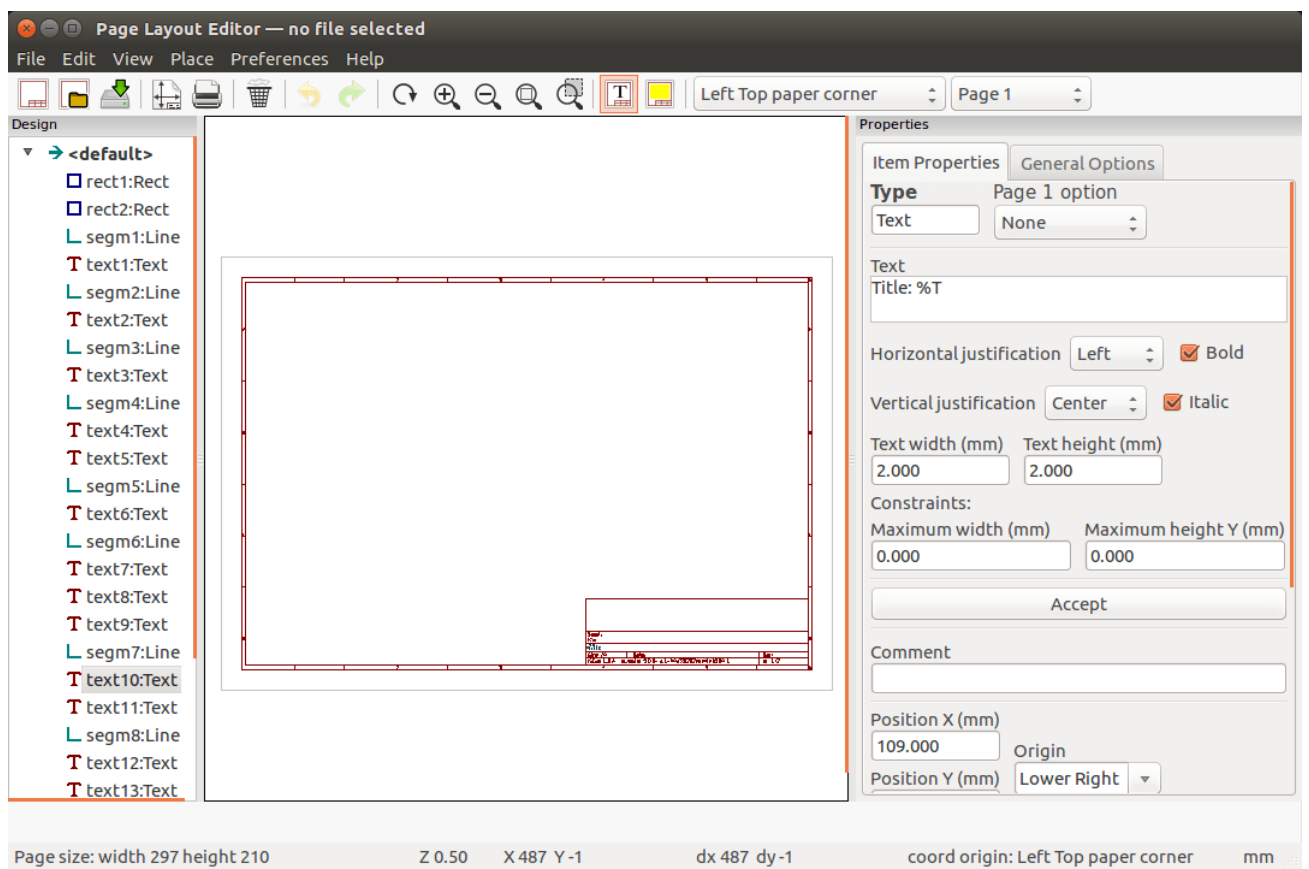 Page Layout Editor — no file selected
File Edit View Place Preferences Help
T Left Top paper corner Page 1
Design
<default>
rect1:Rect
rect2:Rect
segm1:Line
T text1:Text
segm2:Line
T text2:Text
segm3:Line
T text3:Text
segm4:Line
T text4:Text
T text5:Text
segm5:Line
T text6:Text
segm6:Line
T text7:Text
T text8:Text
T text9:Text
segm7:Line
T text10:Text
T text11:Text
segm8:Line
T text12:Text
T text13:Text
Properties
Item Properties General Options
Type Page 1 option
Text None
Text
Title: %T
Horizontal justification Left Bold
Vertical justification Center Italic
Text width (mm) Text height (mm)
2.000 2.000
Constraints:
Maximum width (mm) Maximum height Y (mm)
0.000 0.000
Accept
Comment
Position X (mm)
109.000 Origin
Position Y (mm) Lower Right
Page size: width 297 height 210 Z 0.50 X 487 Y -1 dx 487 dy -1 coord origin: Left Top paper corner mm